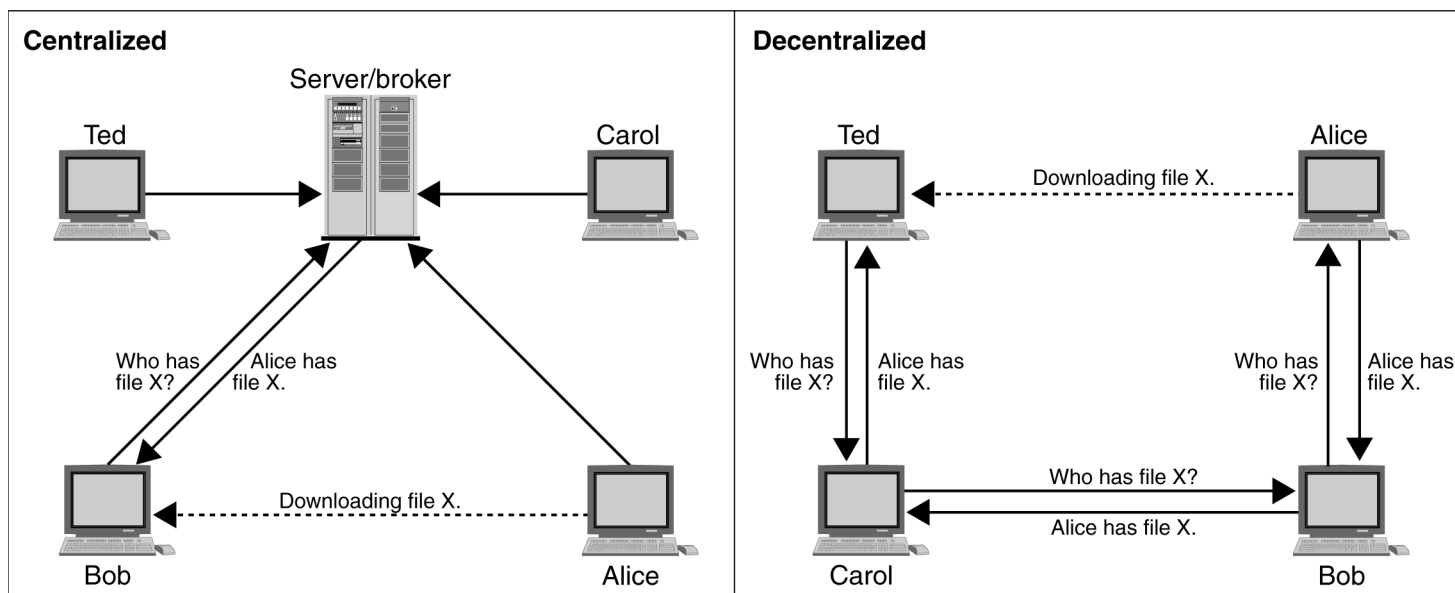 Centralized
Server/broker
Ted
Carol
Who has
file X?
Alice has
file X.
Downloading file X.
Bob
Alice
Decentralized
Ted
Alice
Downloading file X.
Who has
file X?
Alice has
file X.
Who has
file X?
Alice has
file X.
Who has file X?
Alice has file X.
Carol
Bob